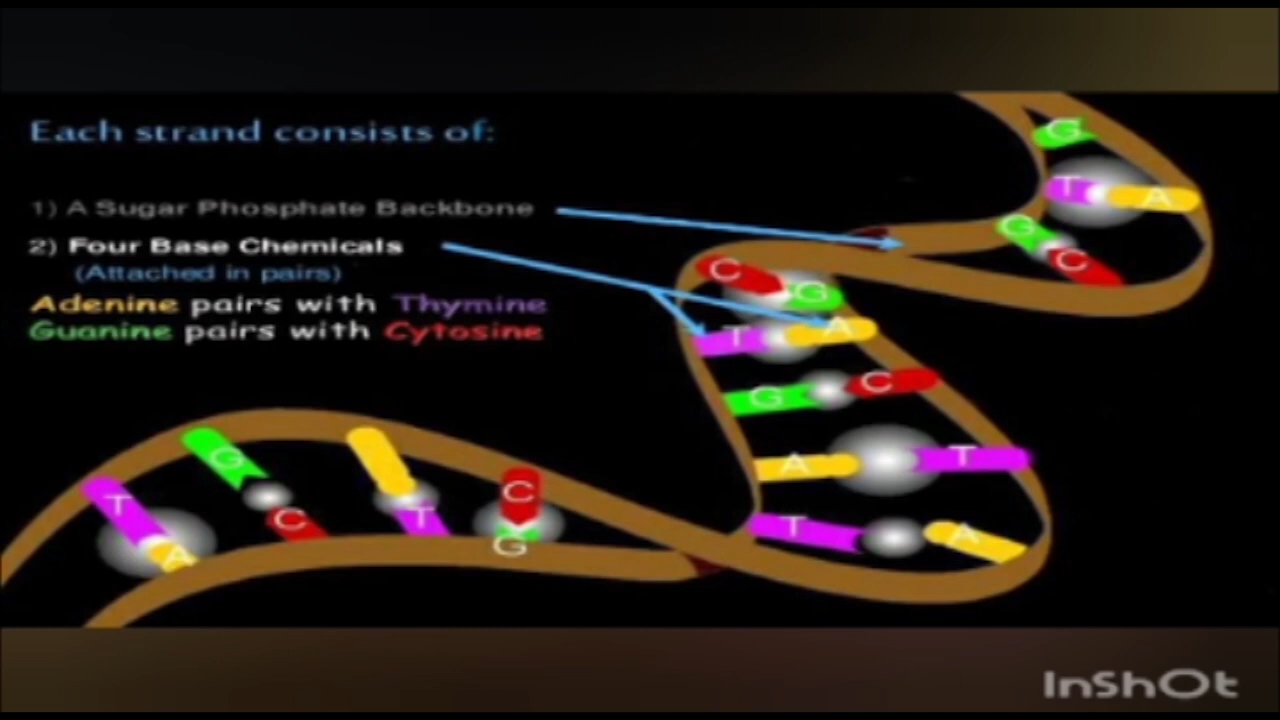 Each strand consists of:
1) A Sugar Phosphate Backbone
2) Four Base Chemicals
(Attached in pairs)
Adenine pairs with Thymine
Guanine pairs with Cytosine
G
T A
G C
C G
T A
G C
A T
T A
T A
G C
T
C G
InShOt